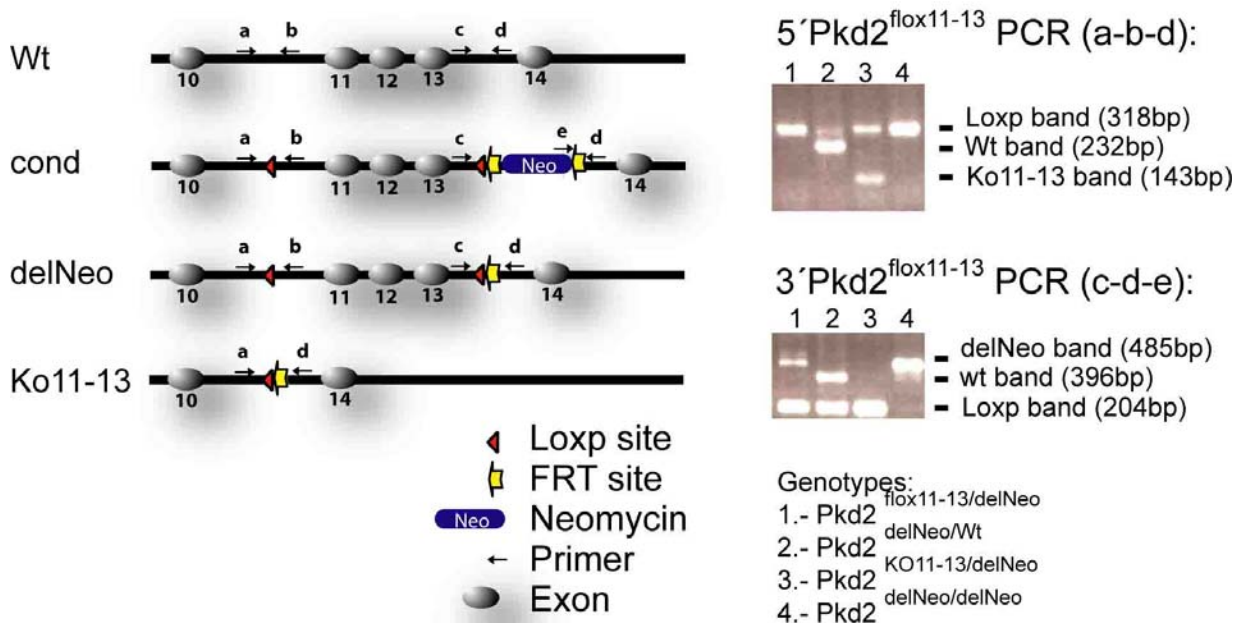 Wt
a b c d
10 11 12 13 14
cond
a b c e d
10 11 12 13 Neo 14
delNeo
a b c d
10 11 12 13 14
Ko11-13
a d
10 14
Loxp site
FRT site
Neo Neomycin
Primer
Exon
5´Pkd2flox11-13 PCR (a-b-d):
1 2 3 4
Loxp band (318bp)
Wt band (232bp)
Ko11-13 band (143bp)
3´Pkd2flox11-13 PCR (c-d-e):
1 2 3 4
delNeo band (485bp)
wt band (396bp)
Loxp band (204bp)
Genotypes:
1.- Pkd2 flox11-13/delNeo
2.- Pkd2 delNeo/Wt
3.- Pkd2 KO11-13/delNeo
4.- Pkd2 delNeo/delNeo